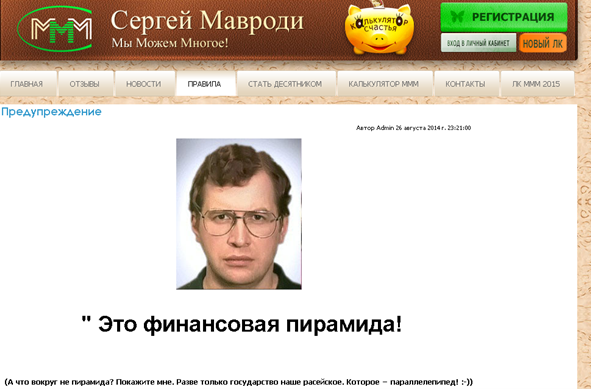 МММ
Сергей Мавроди
Мы Можем Многое!
Калькулятор
счастья
РЕГИСТРАЦИЯ
ВХОД В ЛИЧНЫЙ КАБИНЕТ
НОВЫЙ ЛК
ГЛАВНАЯ ОТЗЫВЫ НОВОСТИ ПРАВИЛА СТАТЬ ДЕСЯТНИКОМ КАЛЬКУЛЯТОР МММ КОНТАКТЫ ЛК МММ 2015
Предупреждение
Автор Admin 26 августа 2014 г. 23:21:00
" Это финансовая пирамида!
(А что вокруг не пирамида? Покажите мне. Разве только государство наше расейское. Которое – параллелепипед! :-))